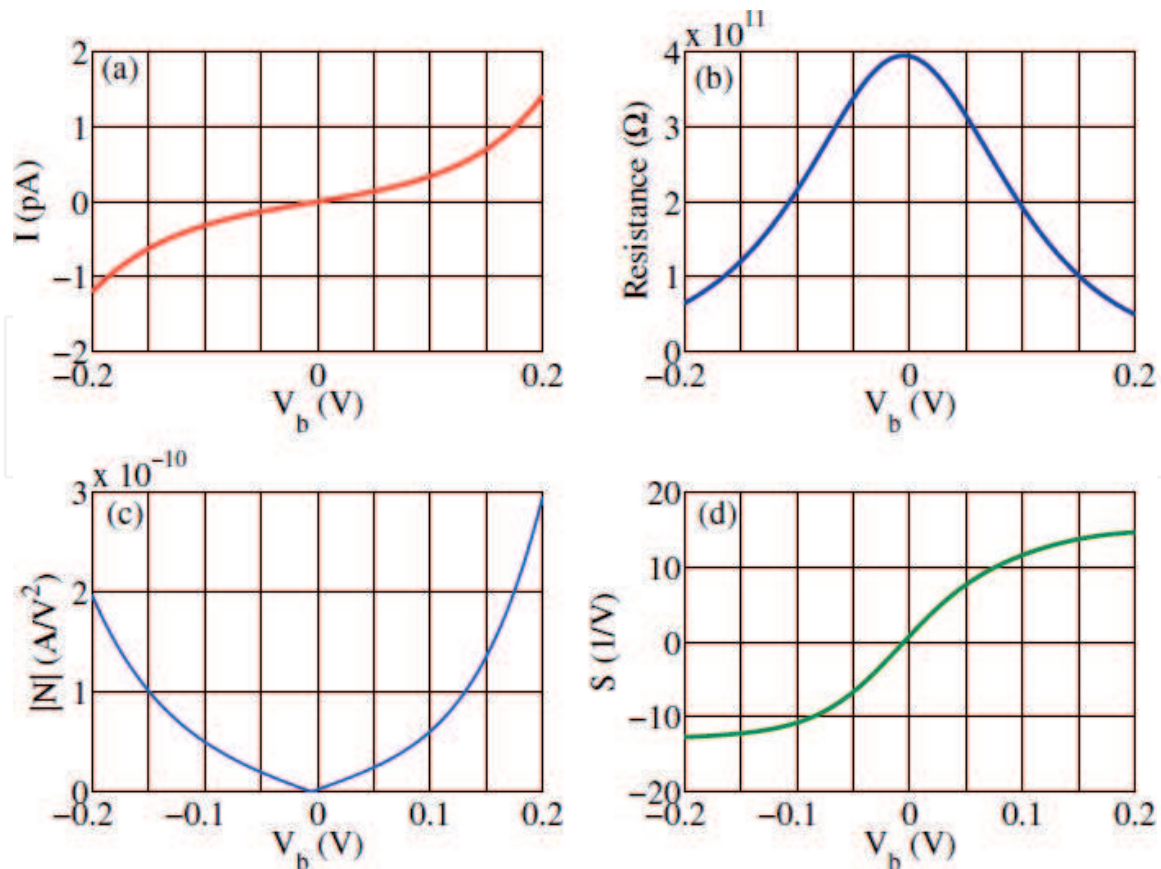 (a)
I (pA)
2
1
0
−1
−2
−0.2
0
0.2
V_b (V)
x 10^11
(b)
Resistance (Ω)
4
3
2
1
0
−0.2
0
0.2
V_b (V)
x 10^−10
(c)
|N| (A/V^2)
3
2
1
0
−0.2
−0.1
0
0.1
0.2
V_b (V)
(d)
S (1/V)
20
10
0
−10
−20
−0.2
−0.1
0
0.1
0.2
V_b (V)